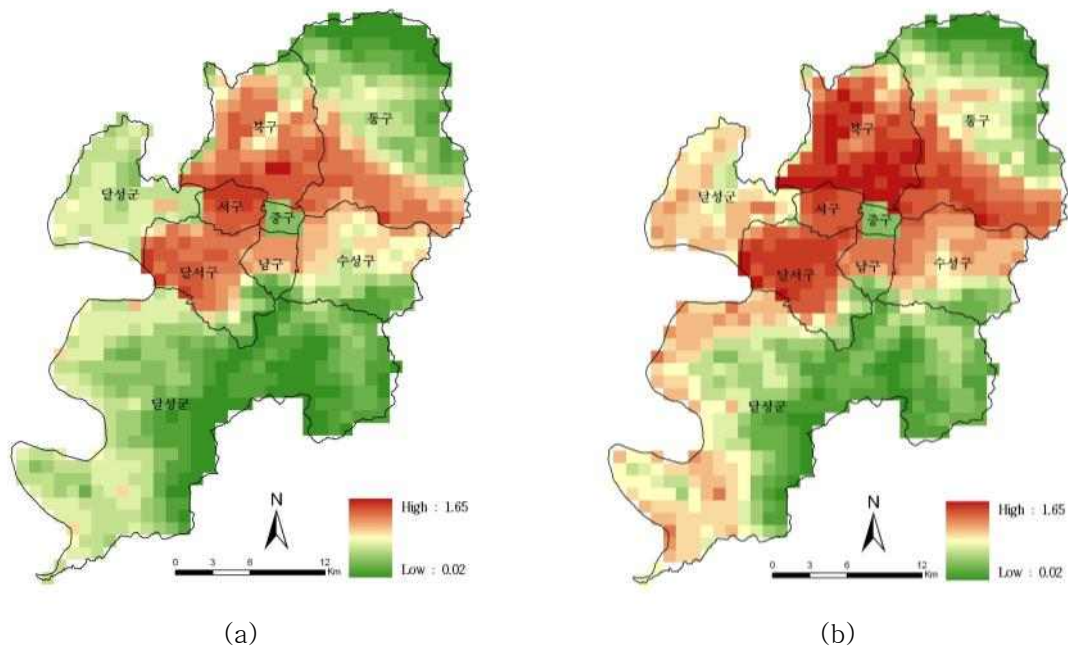 북구
동구
달성군
서구
중구
달서구
남구
수성구
달성군
N
High : 1.65
Low : 0.02
0 3 6 12
Km
(a)
북구
동구
달성군
서구
중구
달서구
남구
수성구
달성군
N
High : 1.65
Low : 0.02
0 3 6 12
Km
(b)